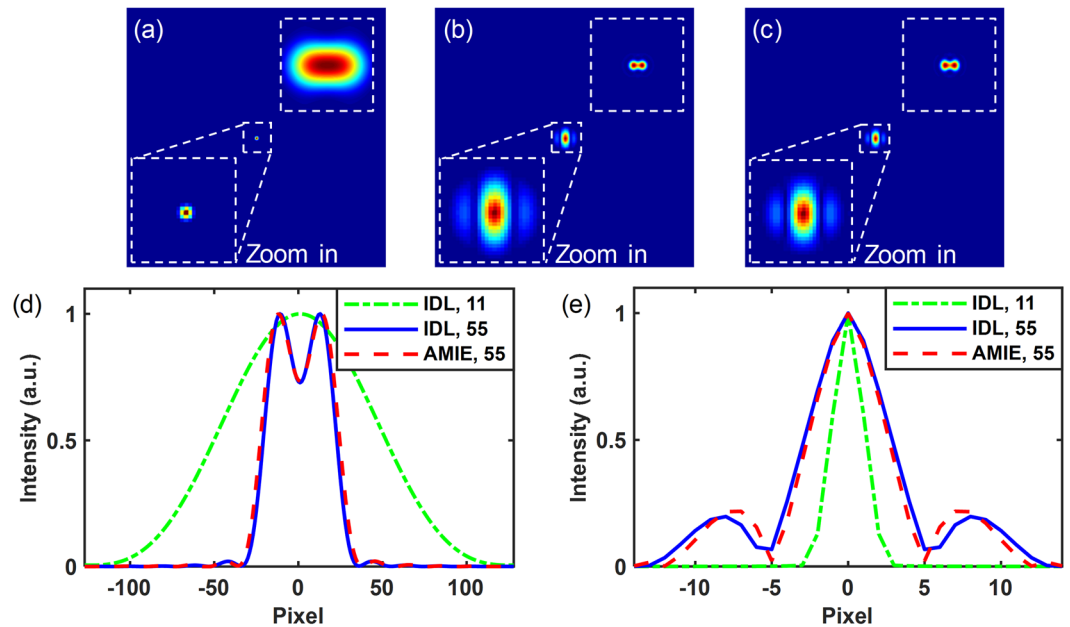 (a)
(b)
(c)
Zoom in
Zoom in
Zoom in
(d)
IDL, 11
IDL, 55
AMIE, 55
1
0.5
0
Intensity (a.u.)
-100
-50
0
50
100
Pixel
(e)
IDL, 11
IDL, 55
AMIE, 55
1
0.5
0
Intensity (a.u.)
-10
-5
0
5
10
Pixel